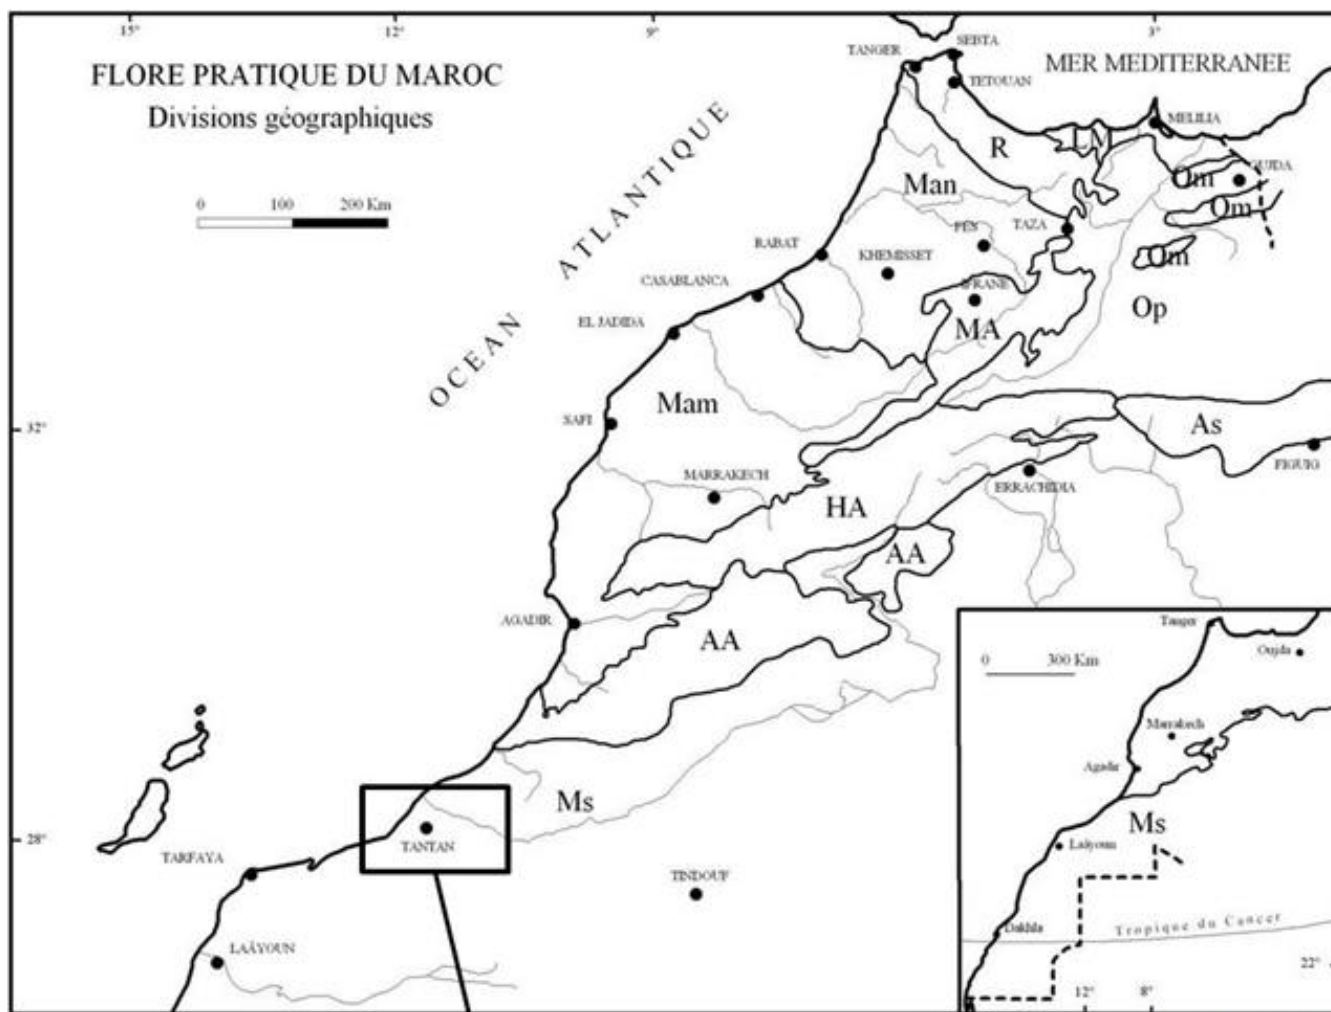 15°
12°
9°
3°
FLORE PRATIQUE DU MAROC
Divisions géographiques
0 100 200 Km
OCEAN ATLANTIQUE
MER MEDITERRANEE
TANGER
SEBTA
TETOUAN
MELILIA
R
LM
Man
Om
OUJDA
Om
Om
FES
TAZA
RABAT
KHEMISSET
IFRANE
CASABLANCA
EL JADIDA
MA
Op
Mam
SAFI
32°
As
FIGUIG
MARRAKECH
ERRACHIDIA
HA
AA
AGADIR
AA
Ms
28°
TANTAN
TARFAYA
TINDOUF
LAÂYOUN
Tanger
Oujda
0 300 Km
Marrakech
Agadir
Ms
Laâyoun
Dakhla
Tropique du Cancer
22°
12°
8°